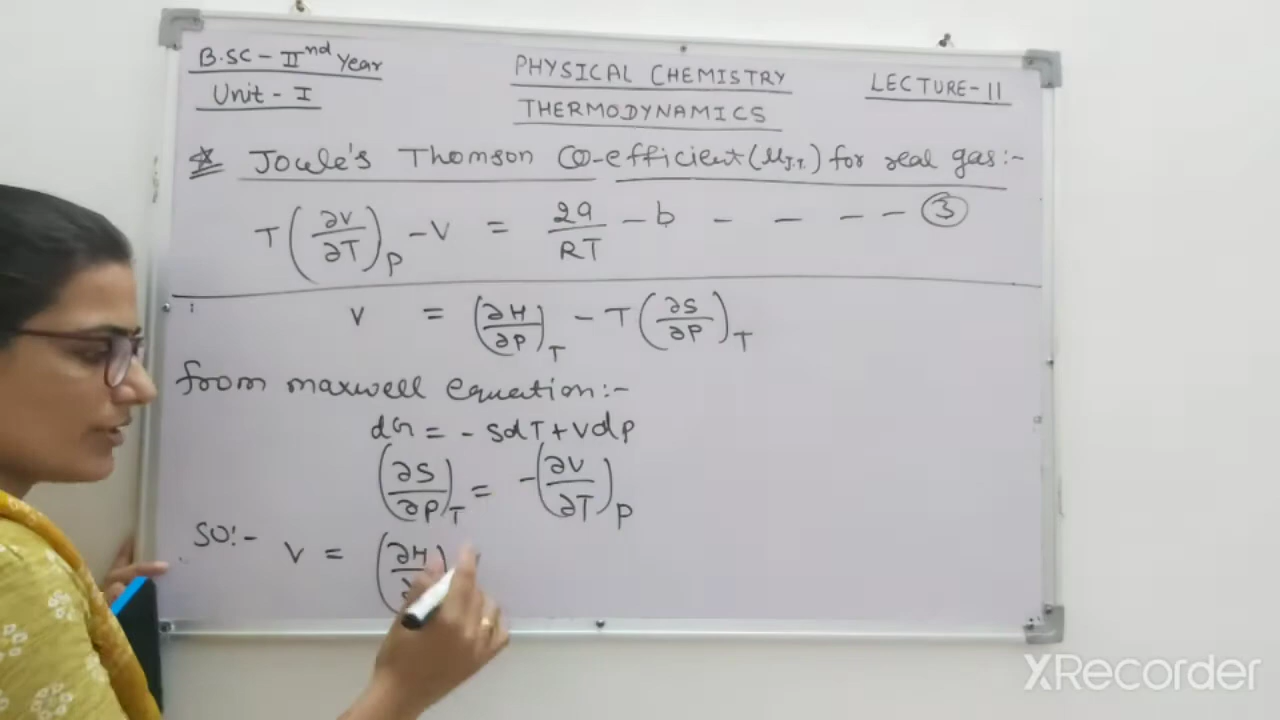 B.SC - IInd Year
Unit - I
PHYSICAL CHEMISTRY
THERMODYNAMICS
LECTURE-11
☆ Joule's Thomson Co-efficient (μJ.T.) for real gas:-
T(∂V/∂T)P - V = 2a/RT - b - - - - ③
V = (∂H/∂P)T - T(∂S/∂P)T
from maxwell equation:-
dG = - SdT + VdP
(∂S/∂P)T = -(∂V/∂T)P
SO:- V = (∂H/∂
XRecorder